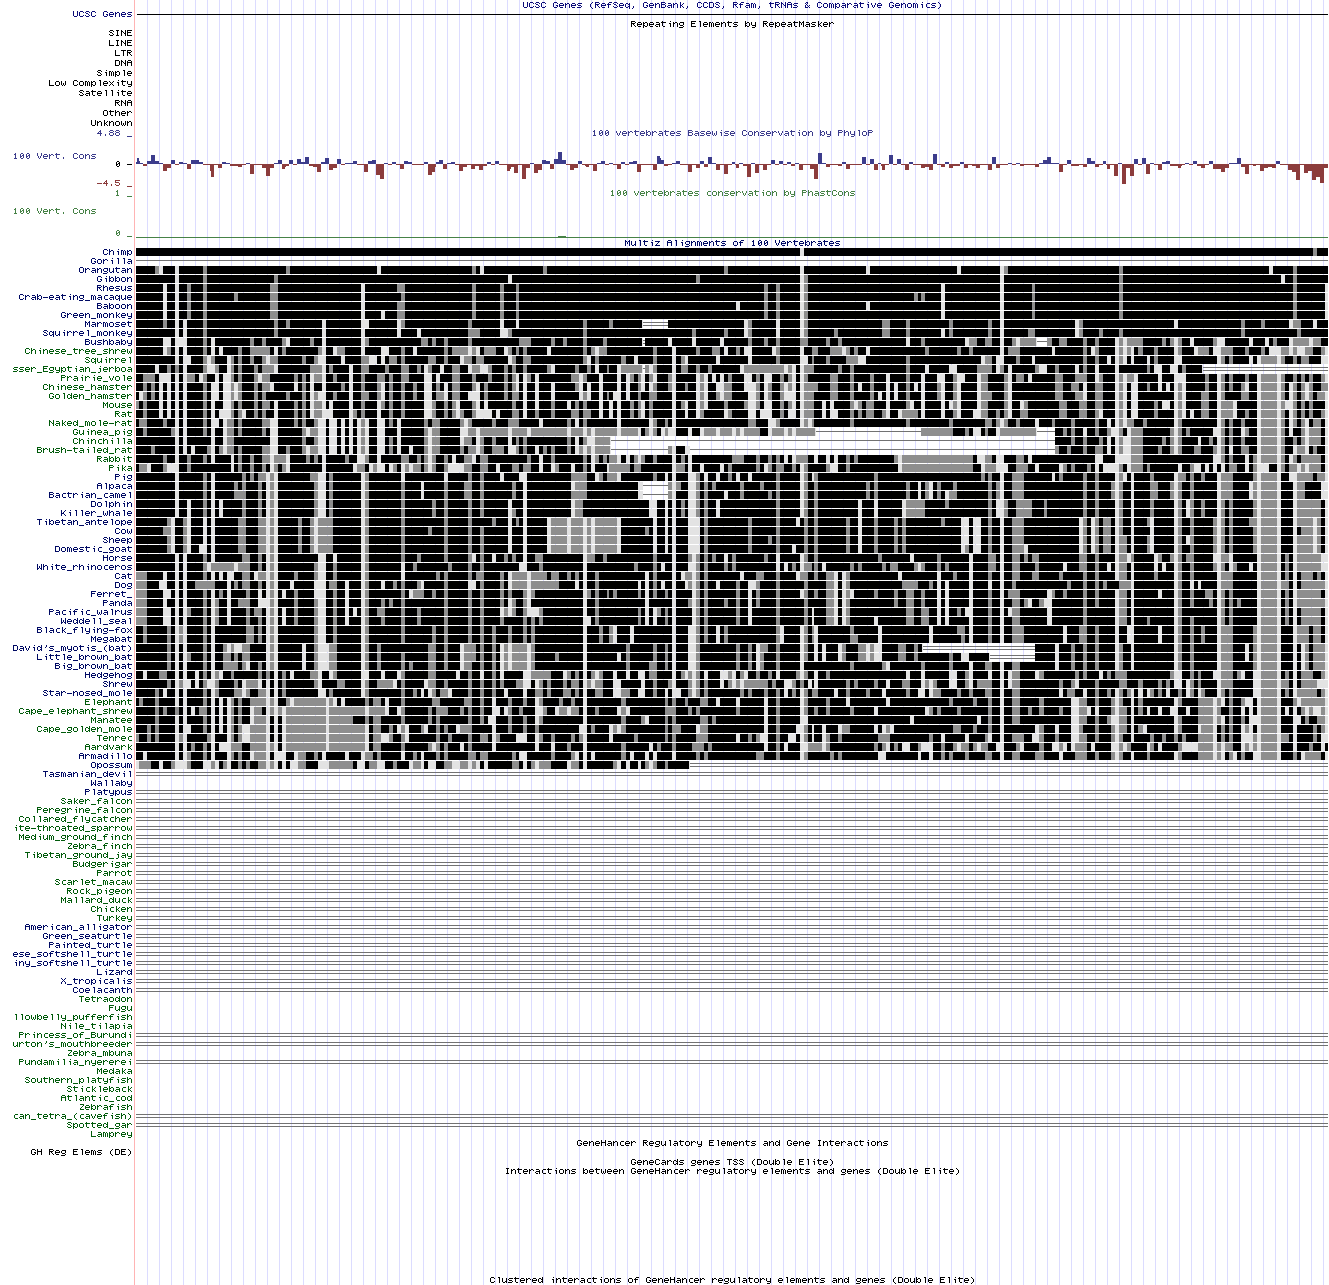 UCSC Genes (RefSeq, GenBank, CCDS, Rfam, tRNAs & Comparative Genomics)
UCSC Genes
Repeating Elements by RepeatMasker
SINE
LINE
LTR
DNA
Simple
Low Complexity
Satellite
RNA
Other
Unknown
4.88 _
100 vertebrates Basewise Conservation by PhyloP
100 Vert. Cons
0 _
-4.5 _
1 _
100 vertebrates conservation by PhastCons
100 Vert. Cons
0 _
Multiz Alignments of 100 Vertebrates
Chimp
Gorilla
Orangutan
Gibbon
Rhesus
Crab-eating_macaque
Baboon
Green_monkey
Marmoset
Squirrel_monkey
Bushbaby
Chinese_tree_shrew
Squirrel
sser_Egyptian_jerboa
Prairie_vole
Chinese_hamster
Golden_hamster
Mouse
Rat
Naked_mole-rat
Guinea_pig
Chinchilla
Brush-tailed_rat
Rabbit
Pika
Pig
Alpaca
Bactrian_camel
Dolphin
Killer_whale
Tibetan_antelope
Cow
Sheep
Domestic_goat
Horse
White_rhinoceros
Cat
Dog
Ferret_
Panda
Pacific_walrus
Weddell_seal
Black_flying-fox
Megabat
David's_myotis_(bat)
Little_brown_bat
Big_brown_bat
Hedgehog
Shrew
Star-nosed_mole
Elephant
Cape_elephant_shrew
Manatee
Cape_golden_mole
Tenrec
Aardvark
Armadillo
Opossum
Tasmanian_devil
Wallaby
Platypus
Saker_falcon
Peregrine_falcon
Collared_flycatcher
ite-throated_sparrow
Medium_ground_finch
Zebra_finch
Tibetan_ground_jay
Budgerigar
Parrot
Scarlet_macaw
Rock_pigeon
Mallard_duck
Chicken
Turkey
American_alligator
Green_seaturtle
Painted_turtle
ese_softshell_turtle
iny_softshell_turtle
Lizard
X_tropicalis
Coelacanth
Tetraodon
Fugu
llowbelly_pufferfish
Nile_tilapia
Princess_of_Burundi
urton's_mouthbreeder
Zebra_mbuna
Pundamilia_nyererei
Medaka
Southern_platyfish
Stickleback
Atlantic_cod
Zebrafish
can_tetra_(cavefish)
Spotted_gar
Lamprey
GeneHancer Regulatory Elements and Gene Interactions
GH Reg Elems (DE)
GeneCards genes TSS (Double Elite)
Interactions between GeneHancer regulatory elements and genes (Double Elite)
Clustered interactions of GeneHancer regulatory elements and genes (Double Elite)